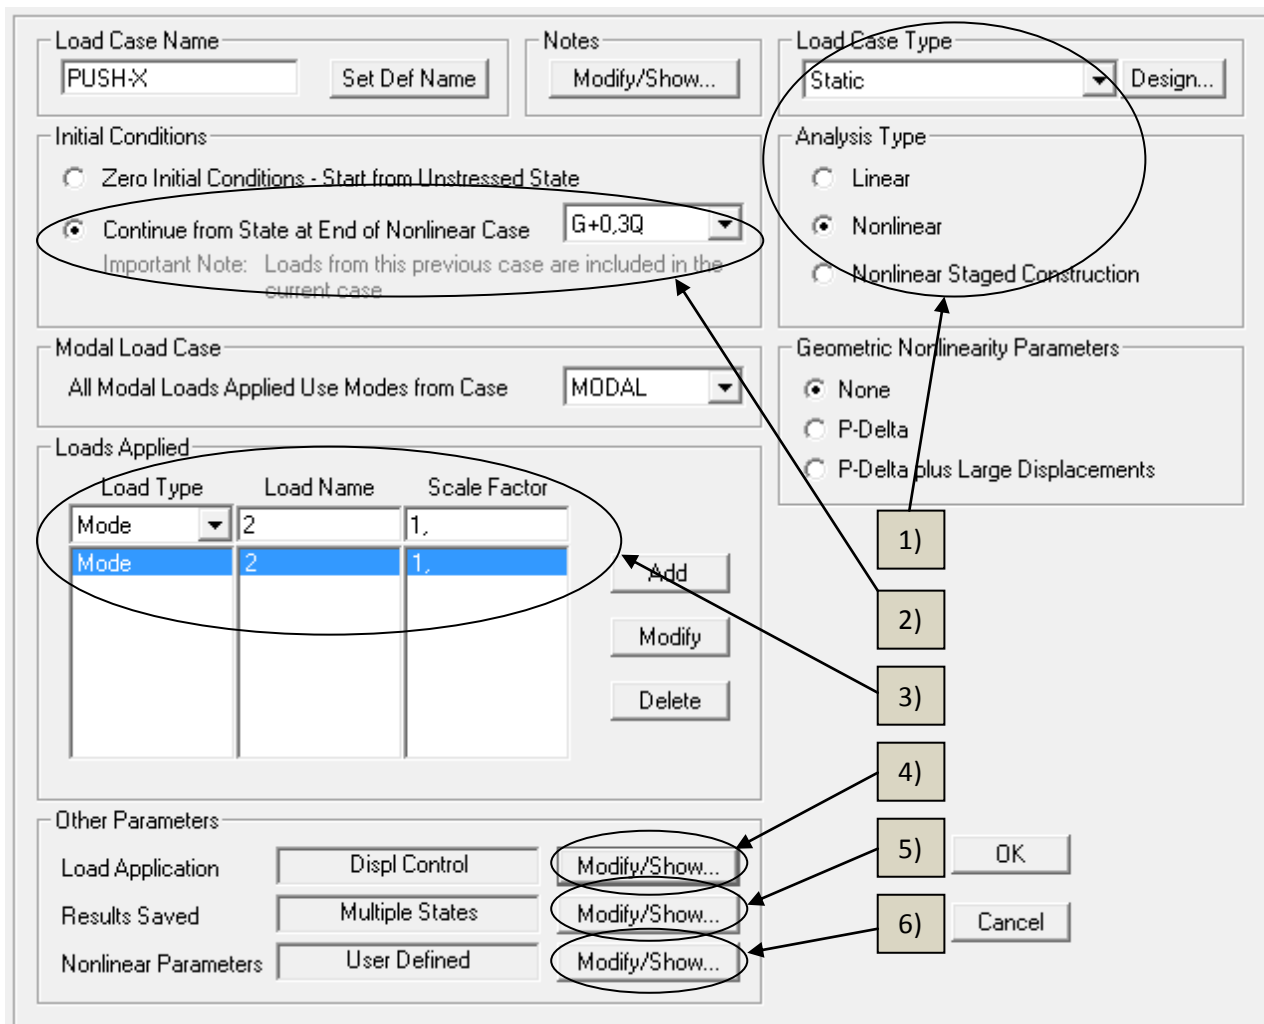 Load Case Name
PUSH-X
Set Def Name
Notes
Modify/Show...
Load Case Type
Static
Design...
Initial Conditions
Zero Initial Conditions - Start from Unstressed State
Continue from State at End of Nonlinear Case
G+0,3Q
Important Note: Loads from this previous case are included in the
current case
Analysis Type
Linear
Nonlinear
Nonlinear Staged Construction
Modal Load Case
All Modal Loads Applied Use Modes from Case
MODAL
Geometric Nonlinearity Parameters
None
P-Delta
P-Delta plus Large Displacements
Loads Applied
Load Type Load Name Scale Factor
Mode 2 1,
Mode 2 1,
Add
Modify
Delete
1)
2)
3)
4)
5)
6)
Other Parameters
Load Application Displ Control Modify/Show...
Results Saved Multiple States Modify/Show...
Nonlinear Parameters User Defined Modify/Show...
OK
Cancel